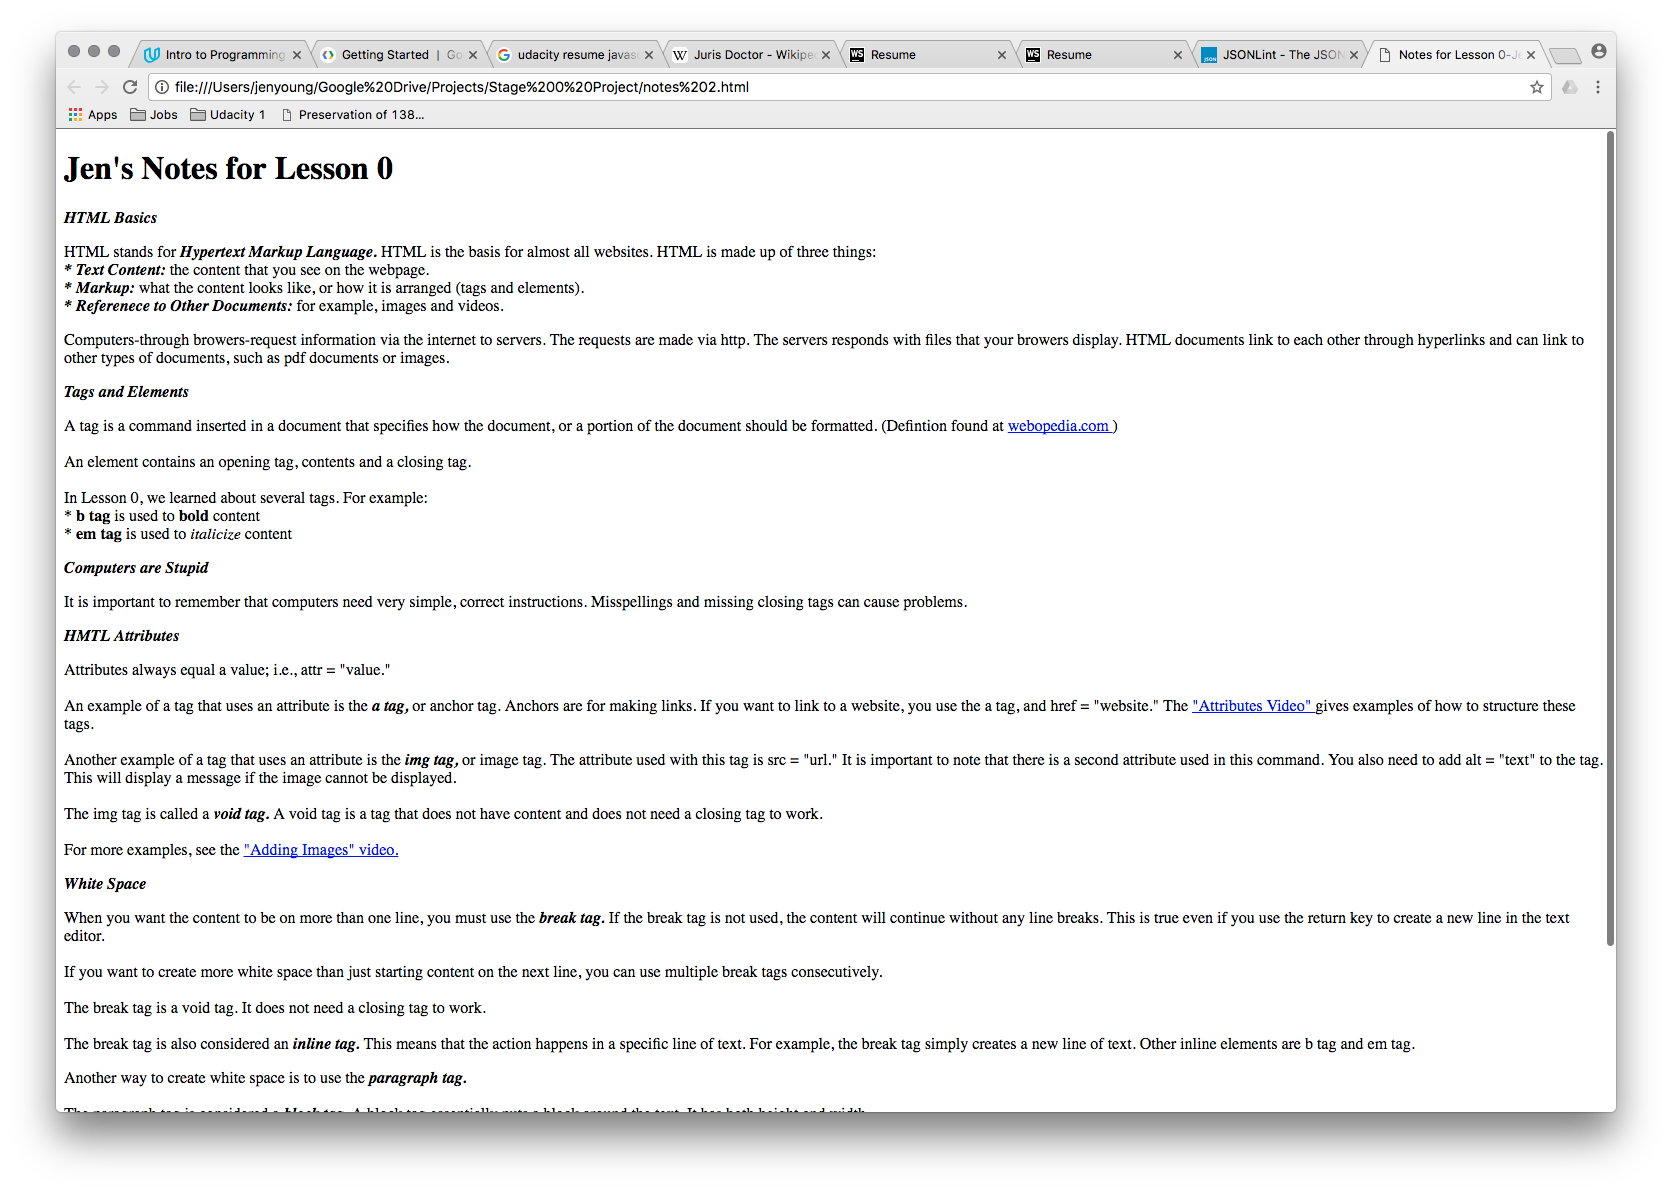 Intro to Programming
Getting Started | Go
udacity resume javas
Juris Doctor - Wikipe
WS Resume
WS Resume
JSON JSONLint - The JSON
Notes for Lesson 0-Je
file:///Users/jenyoung/Google%20Drive/Projects/Stage%200%20Project/notes%202.html
Apps Jobs Udacity 1 Preservation of 138...
Jen's Notes for Lesson 0
HTML Basics
HTML stands for Hypertext Markup Language. HTML is the basis for almost all websites. HTML is made up of three things:
* Text Content: the content that you see on the webpage.
* Markup: what the content looks like, or how it is arranged (tags and elements).
* Referenece to Other Documents: for example, images and videos.
Computers-through browers-request information via the internet to servers. The requests are made via http. The servers responds with files that your browers display. HTML documents link to each other through hyperlinks and can link to
other types of documents, such as pdf documents or images.
Tags and Elements
A tag is a command inserted in a document that specifies how the document, or a portion of the document should be formatted. (Defintion found at webopedia.com )
An element contains an opening tag, contents and a closing tag.
In Lesson 0, we learned about several tags. For example:
* b tag is used to bold content
* em tag is used to italicize content
Computers are Stupid
It is important to remember that computers need very simple, correct instructions. Misspellings and missing closing tags can cause problems.
HMTL Attributes
Attributes always equal a value; i.e., attr = "value."
An example of a tag that uses an attribute is the a tag, or anchor tag. Anchors are for making links. If you want to link to a website, you use the a tag, and href = "website." The "Attributes Video" gives examples of how to structure these
tags.
Another example of a tag that uses an attribute is the img tag, or image tag. The attribute used with this tag is src = "url." It is important to note that there is a second attribute used in this command. You also need to add alt = "text" to the tag.
This will display a message if the image cannot be displayed.
The img tag is called a void tag. A void tag is a tag that does not have content and does not need a closing tag to work.
For more examples, see the "Adding Images" video.
White Space
When you want the content to be on more than one line, you must use the break tag. If the break tag is not used, the content will continue without any line breaks. This is true even if you use the return key to create a new line in the text
editor.
If you want to create more white space than just starting content on the next line, you can use multiple break tags consecutively.
The break tag is a void tag. It does not need a closing tag to work.
The break tag is also considered an inline tag. This means that the action happens in a specific line of text. For example, the break tag simply creates a new line of text. Other inline elements are b tag and em tag.
Another way to create white space is to use the paragraph tag.
The paragraph tag is considered a block tag. A block tag essentially puts a block around the text. It has both height and width.